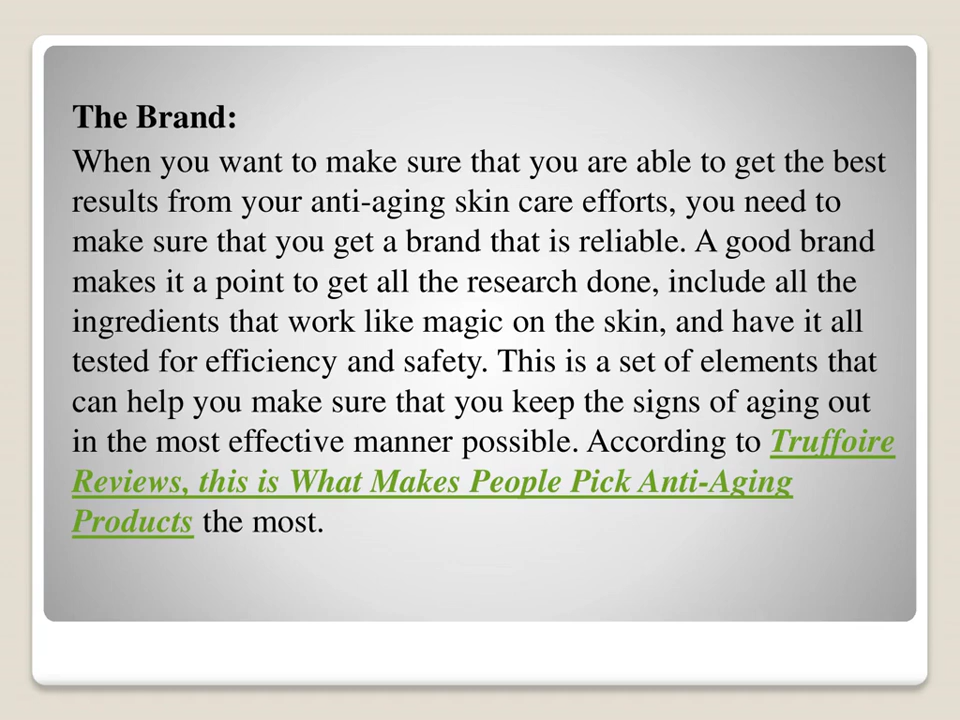 The Brand:
When you want to make sure that you are able to get the best
results from your anti-aging skin care efforts, you need to
make sure that you get a brand that is reliable. A good brand
makes it a point to get all the research done, include all the
ingredients that work like magic on the skin, and have it all
tested for efficiency and safety. This is a set of elements that
can help you make sure that you keep the signs of aging out
in the most effective manner possible. According to Truffoire
Reviews, this is What Makes People Pick Anti-Aging
Products the most.